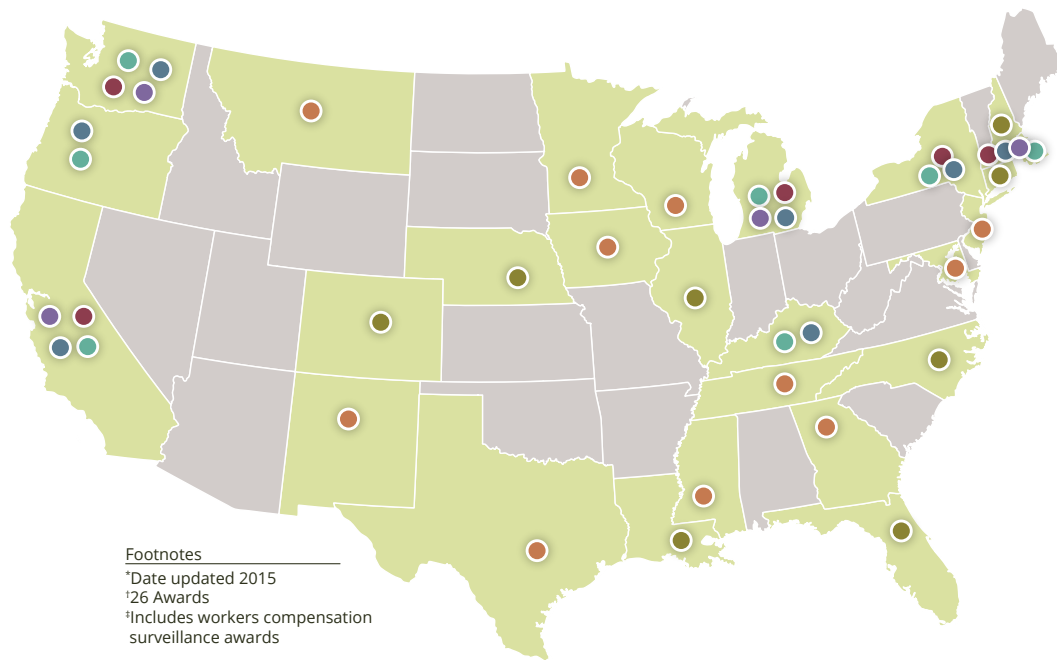 Footnotes
*Date updated 2015
†26 Awards
‡Includes workers compensation
surveillance awards